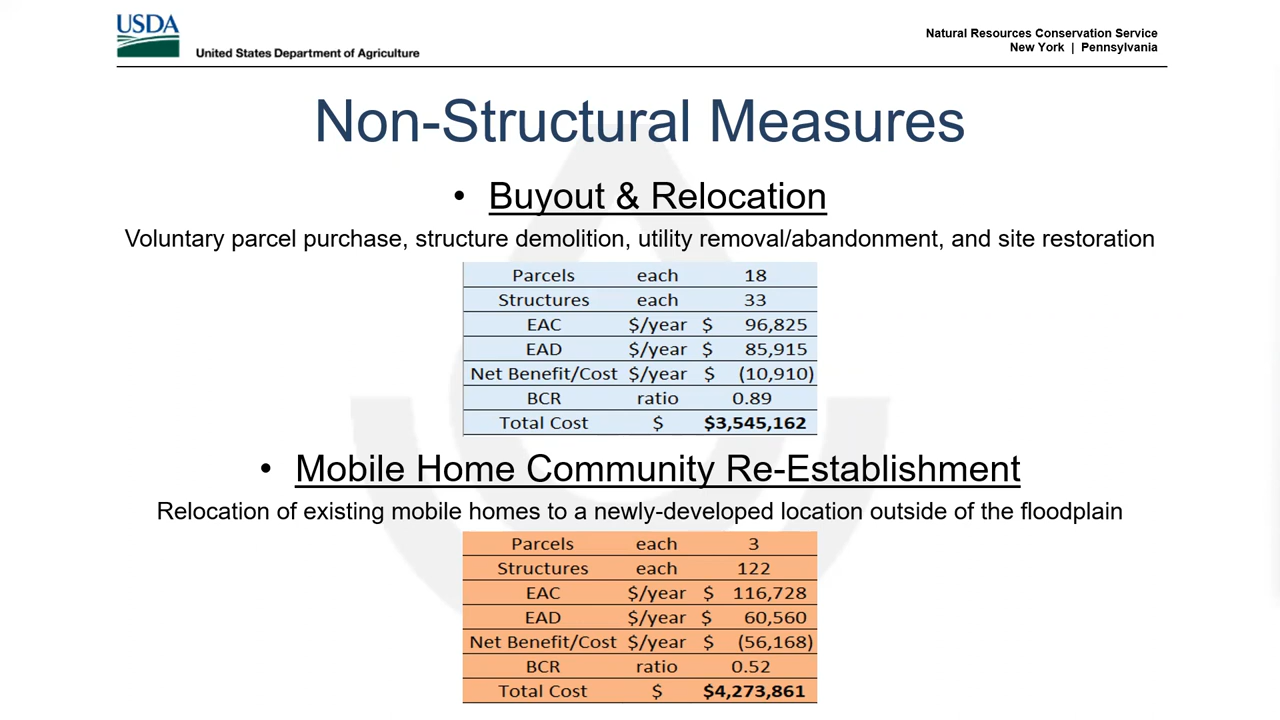 USDA
United States Department of Agriculture
Natural Resources Conservation Service
New York | Pennsylvania
Non-Structural Measures
• Buyout & Relocation
Voluntary parcel purchase, structure demolition, utility removal/abandonment, and site restoration
Parcels each 18
Structures each 33
EAC $/year $ 96,825
EAD $/year $ 85,915
Net Benefit/Cost $/year $ (10,910)
BCR ratio 0.89
Total Cost $ $3,545,162
• Mobile Home Community Re-Establishment
Relocation of existing mobile homes to a newly-developed location outside of the floodplain
Parcels each 3
Structures each 122
EAC $/year $ 116,728
EAD $/year $ 60,560
Net Benefit/Cost $/year $ (56,168)
BCR ratio 0.52
Total Cost $ $4,273,861